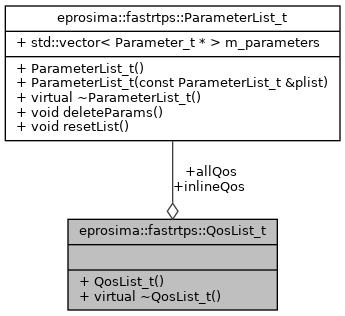 eprosima::fastrtps::ParameterList_t
+ std::vector< Parameter_t * > m_parameters
+ ParameterList_t()
+ ParameterList_t(const ParameterList_t &plist)
+ virtual ~ParameterList_t()
+ void deleteParams()
+ void resetList()
+allQos
+inlineQos
eprosima::fastrtps::QosList_t
+ QosList_t()
+ virtual ~QosList_t()